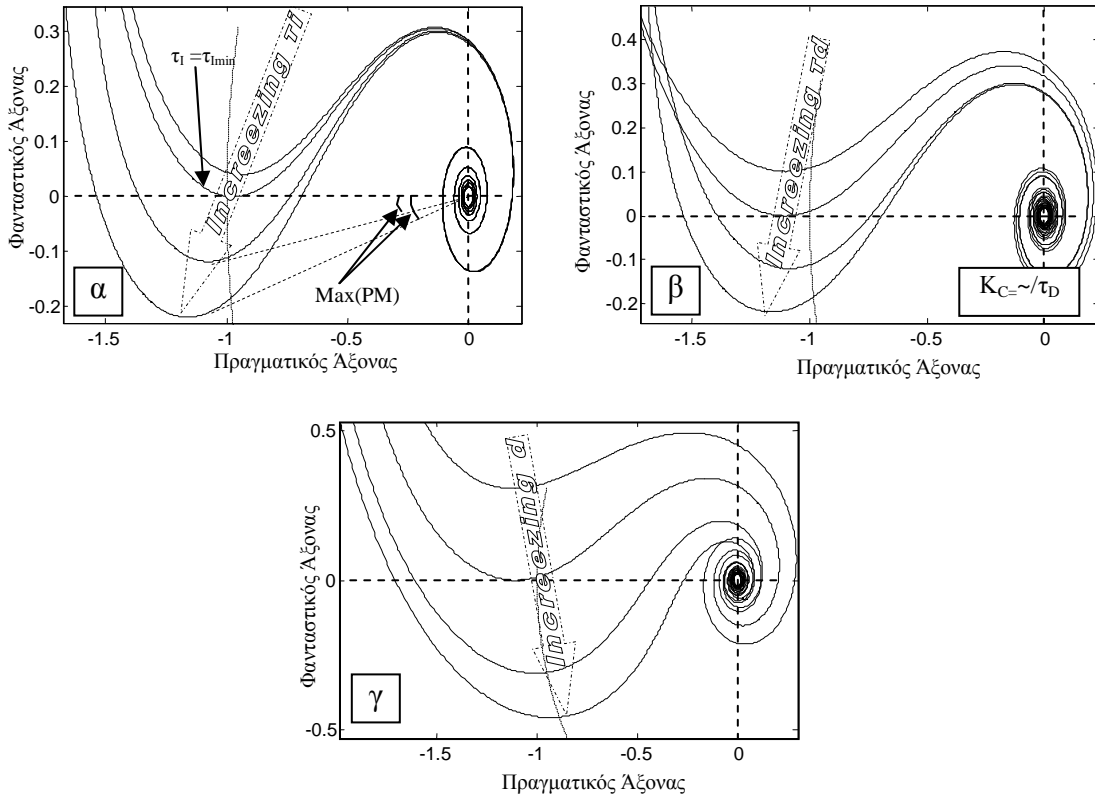 0.3
0.2
0.1
0
-0.1
-0.2
-1.5
-1
-0.5
0
Φανταστικός Άξονας
Πραγματικός Άξονας
τI =τImin
Increezing τi
Max(PM)
α
0.4
0.3
0.2
0.1
0
-0.1
-0.2
-1.5
-1
-0.5
0
Φανταστικός Άξονας
Πραγματικός Άξονας
Increezing τd
β
KC=~/τD
0.5
0
-0.5
-1.5
-1
-0.5
0
Φανταστικός Άξονας
Πραγματικός Άξονας
Increezing d
γ